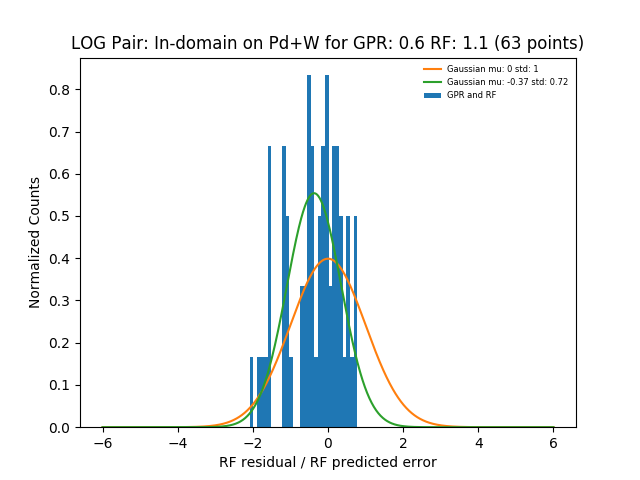 LOG Pair: In-domain on Pd+W for GPR: 0.6 RF: 1.1 (63 points)
Gaussian mu: 0 std: 1
Gaussian mu: -0.37 std: 0.72
GPR and RF
Normalized Counts
0.8
0.7
0.6
0.5
0.4
0.3
0.2
0.1
0.0
−6 −4 −2 0 2 4 6
RF residual / RF predicted error